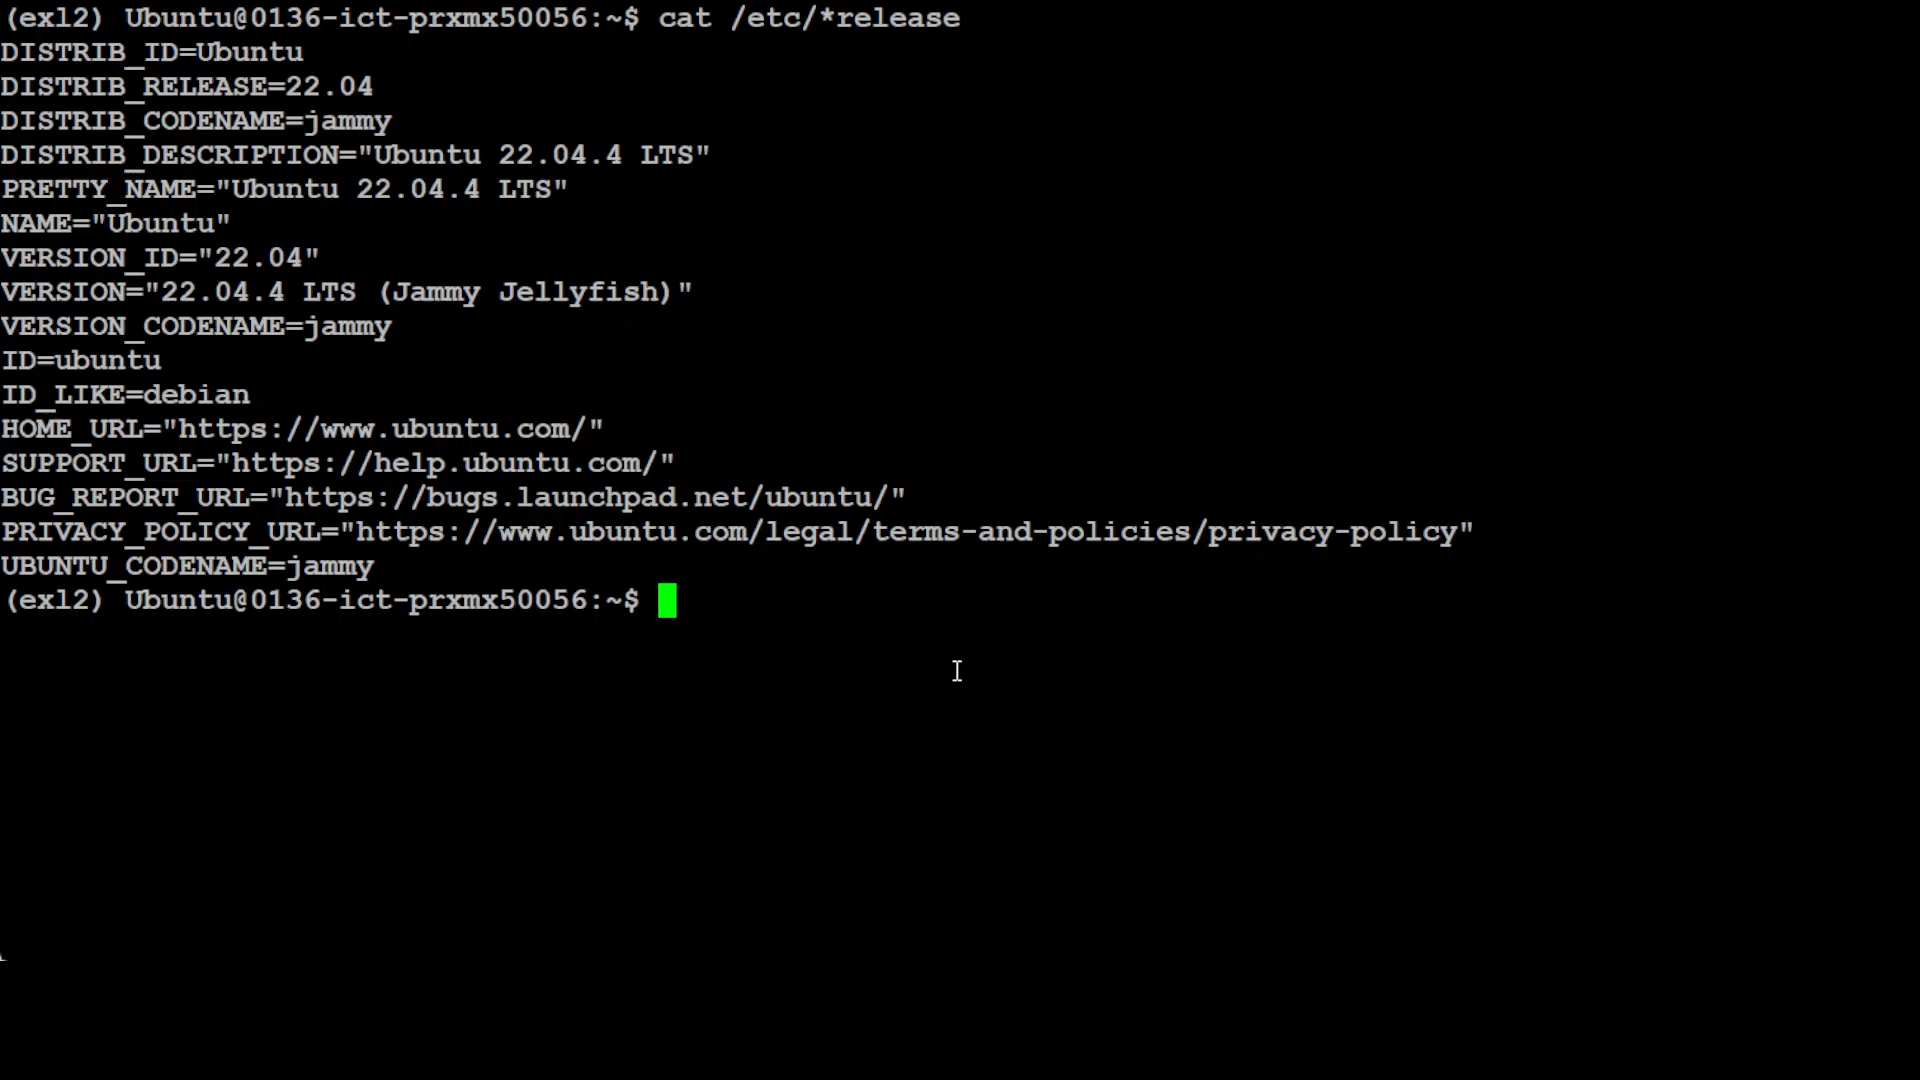 (exl2) Ubuntu@0136-ict-prxmx50056:~$ cat /etc/*release
DISTRIB_ID=Ubuntu
DISTRIB_RELEASE=22.04
DISTRIB_CODENAME=jammy
DISTRIB_DESCRIPTION="Ubuntu 22.04.4 LTS"
PRETTY_NAME="Ubuntu 22.04.4 LTS"
NAME="Ubuntu"
VERSION_ID="22.04"
VERSION="22.04.4 LTS (Jammy Jellyfish)"
VERSION_CODENAME=jammy
ID=ubuntu
ID_LIKE=debian
HOME_URL="https://www.ubuntu.com/"
SUPPORT_URL="https://help.ubuntu.com/"
BUG_REPORT_URL="https://bugs.launchpad.net/ubuntu/"
PRIVACY_POLICY_URL="https://www.ubuntu.com/legal/terms-and-policies/privacy-policy"
UBUNTU_CODENAME=jammy
(exl2) Ubuntu@0136-ict-prxmx50056:~$